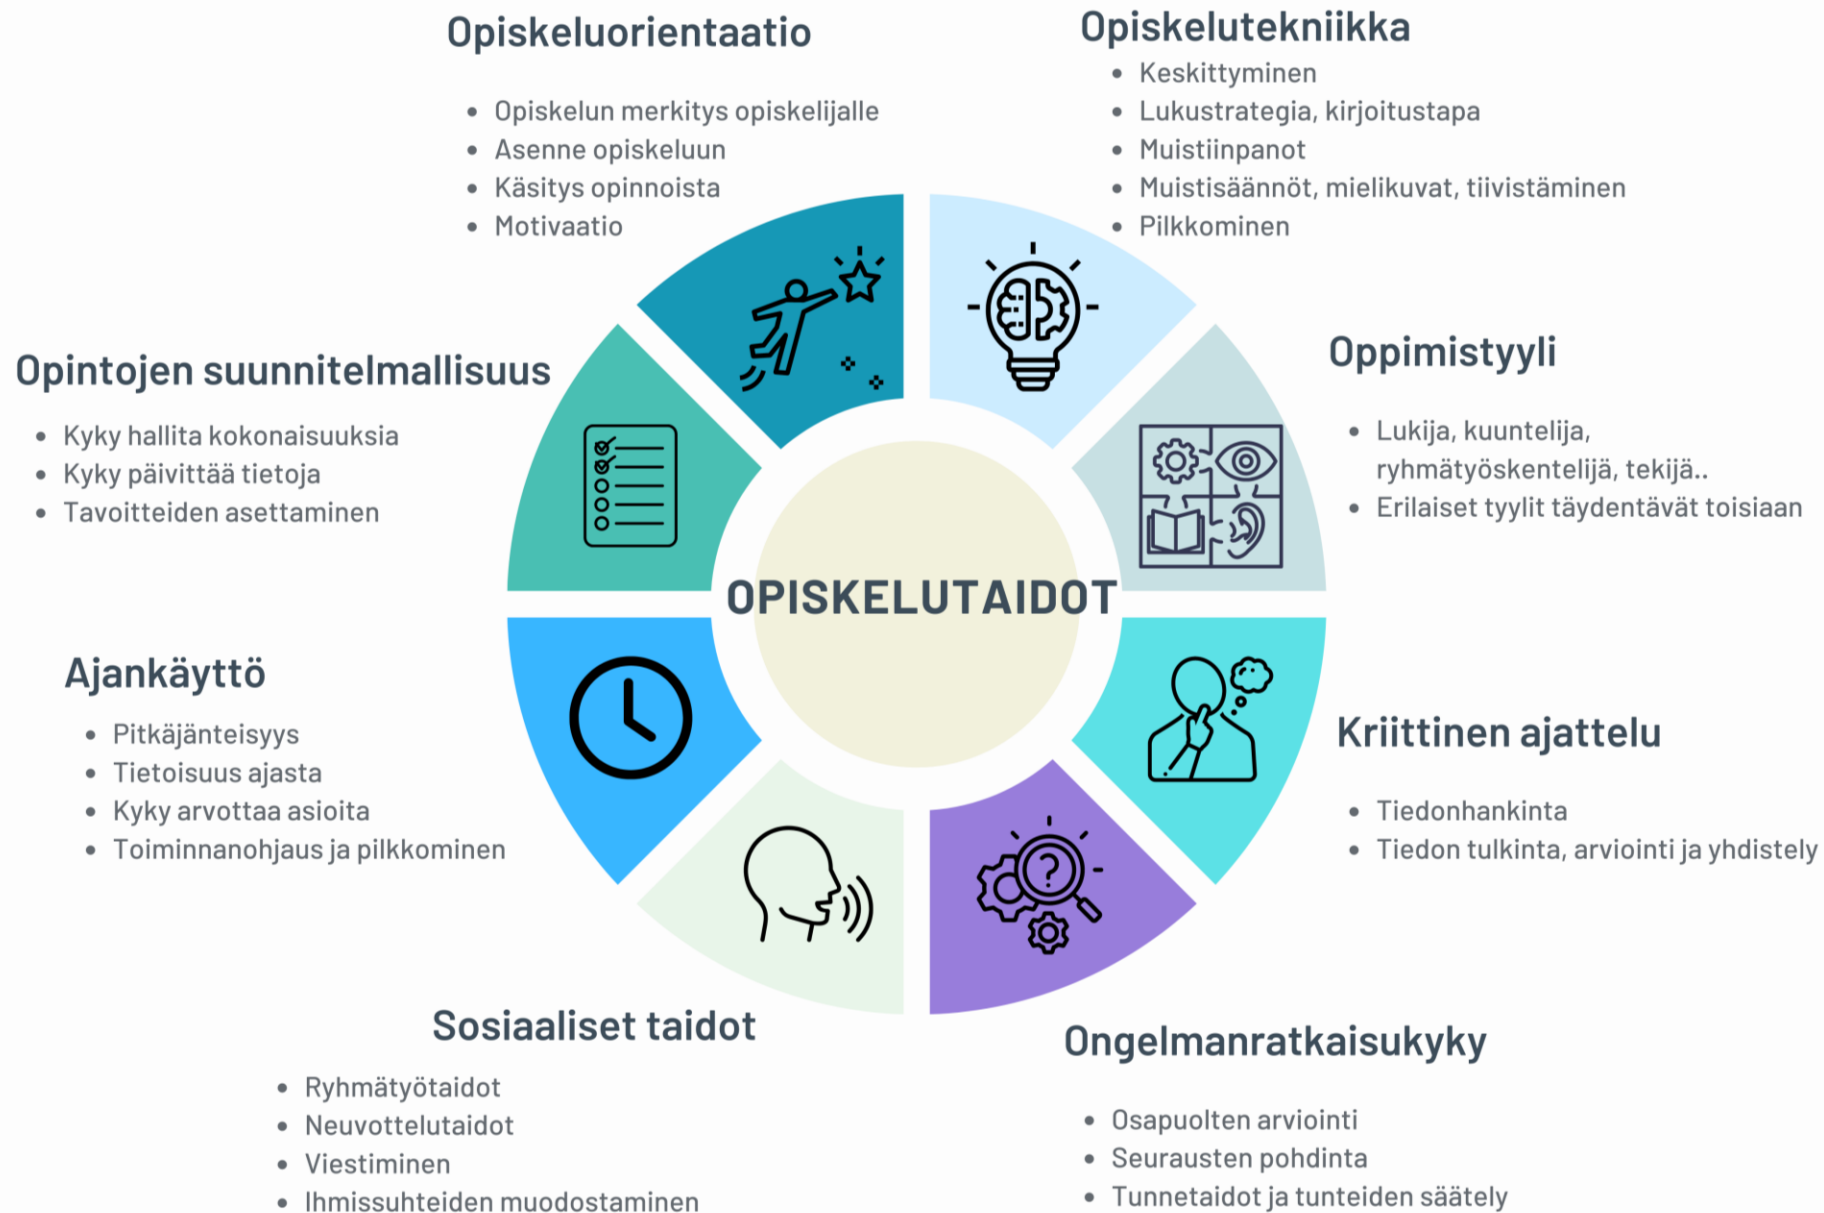 Opiskeluorientaatio
• Opiskelun merkitys opiskelijalle
• Asenne opiskeluun
• Käsitys opinnoista
• Motivaatio
Opiskelutekniikka
• Keskittyminen
• Lukustrategia, kirjoitustapa
• Muistiinpanot
• Muistisäännöt, mielikuvat, tiivistäminen
• Pilkkominen
Opintojen suunnitelmallisuus
• Kyky hallita kokonaisuuksia
• Kyky päivittää tietoja
• Tavoitteiden asettaminen
Oppimistyyli
• Lukija, kuuntelija,
ryhmätyöskentelijä, tekijä..
• Erilaiset tyylit täydentävät toisiaan
OPISKELUTAIDOT
Ajankäyttö
• Pitkäjänteisyys
• Tietoisuus ajasta
• Kyky arvottaa asioita
• Toiminnanohjaus ja pilkkominen
Kriittinen ajattelu
• Tiedonhankinta
• Tiedon tulkinta, arviointi ja yhdistely
?
Sosiaaliset taidot
• Ryhmätyötaidot
• Neuvottelutaidot
• Viestiminen
• Ihmissuhteiden muodostaminen
Ongelmanratkaisukyky
• Osapuolten arviointi
• Seurausten pohdinta
• Tunnetaidot ja tunteiden säätely